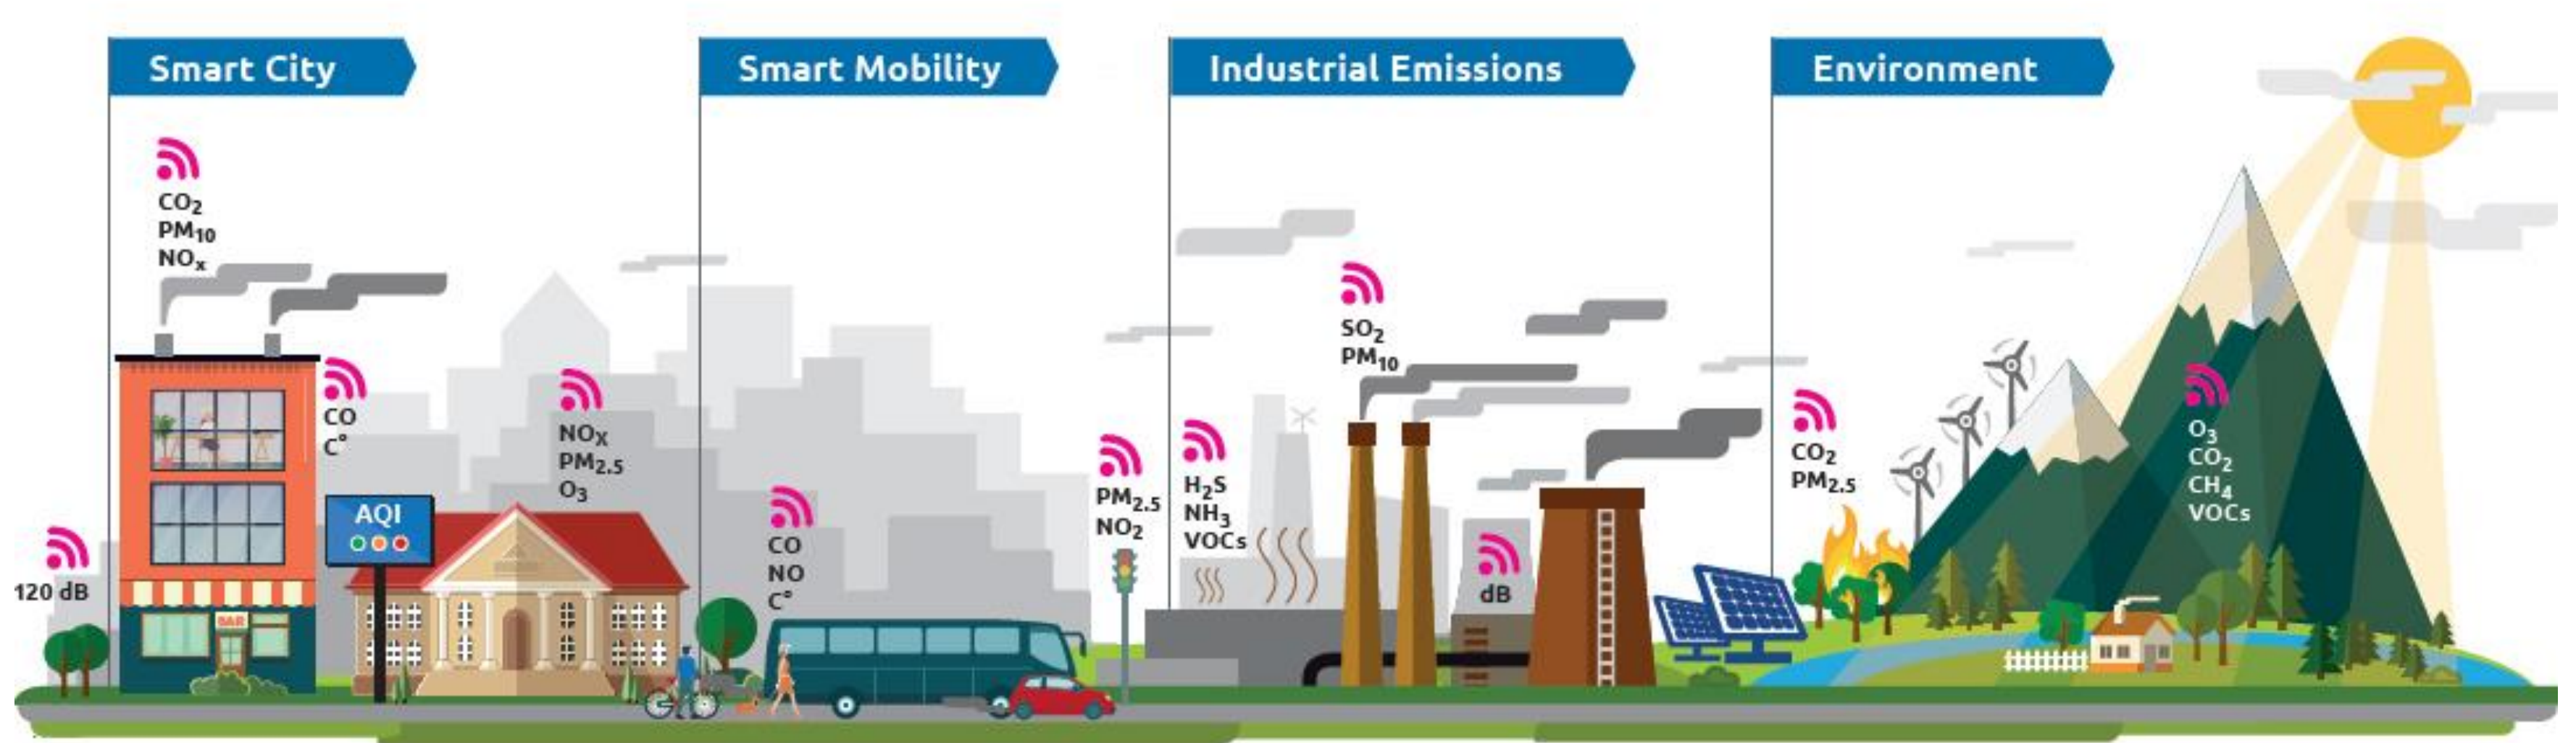 Smart City
Smart Mobility
Industrial Emissions
Environment
CO₂
PM₁₀
NOₓ
CO
C°
NOX
PM₂.₅
O₃
120 dB
AQI
BAR
CO
NO
C°
PM₂.₅
NO₂
H₂S
NH₃
VOCs
SO₂
PM₁₀
dB
CO₂
PM₂.₅
O₃
CO₂
CH₄
VOCs